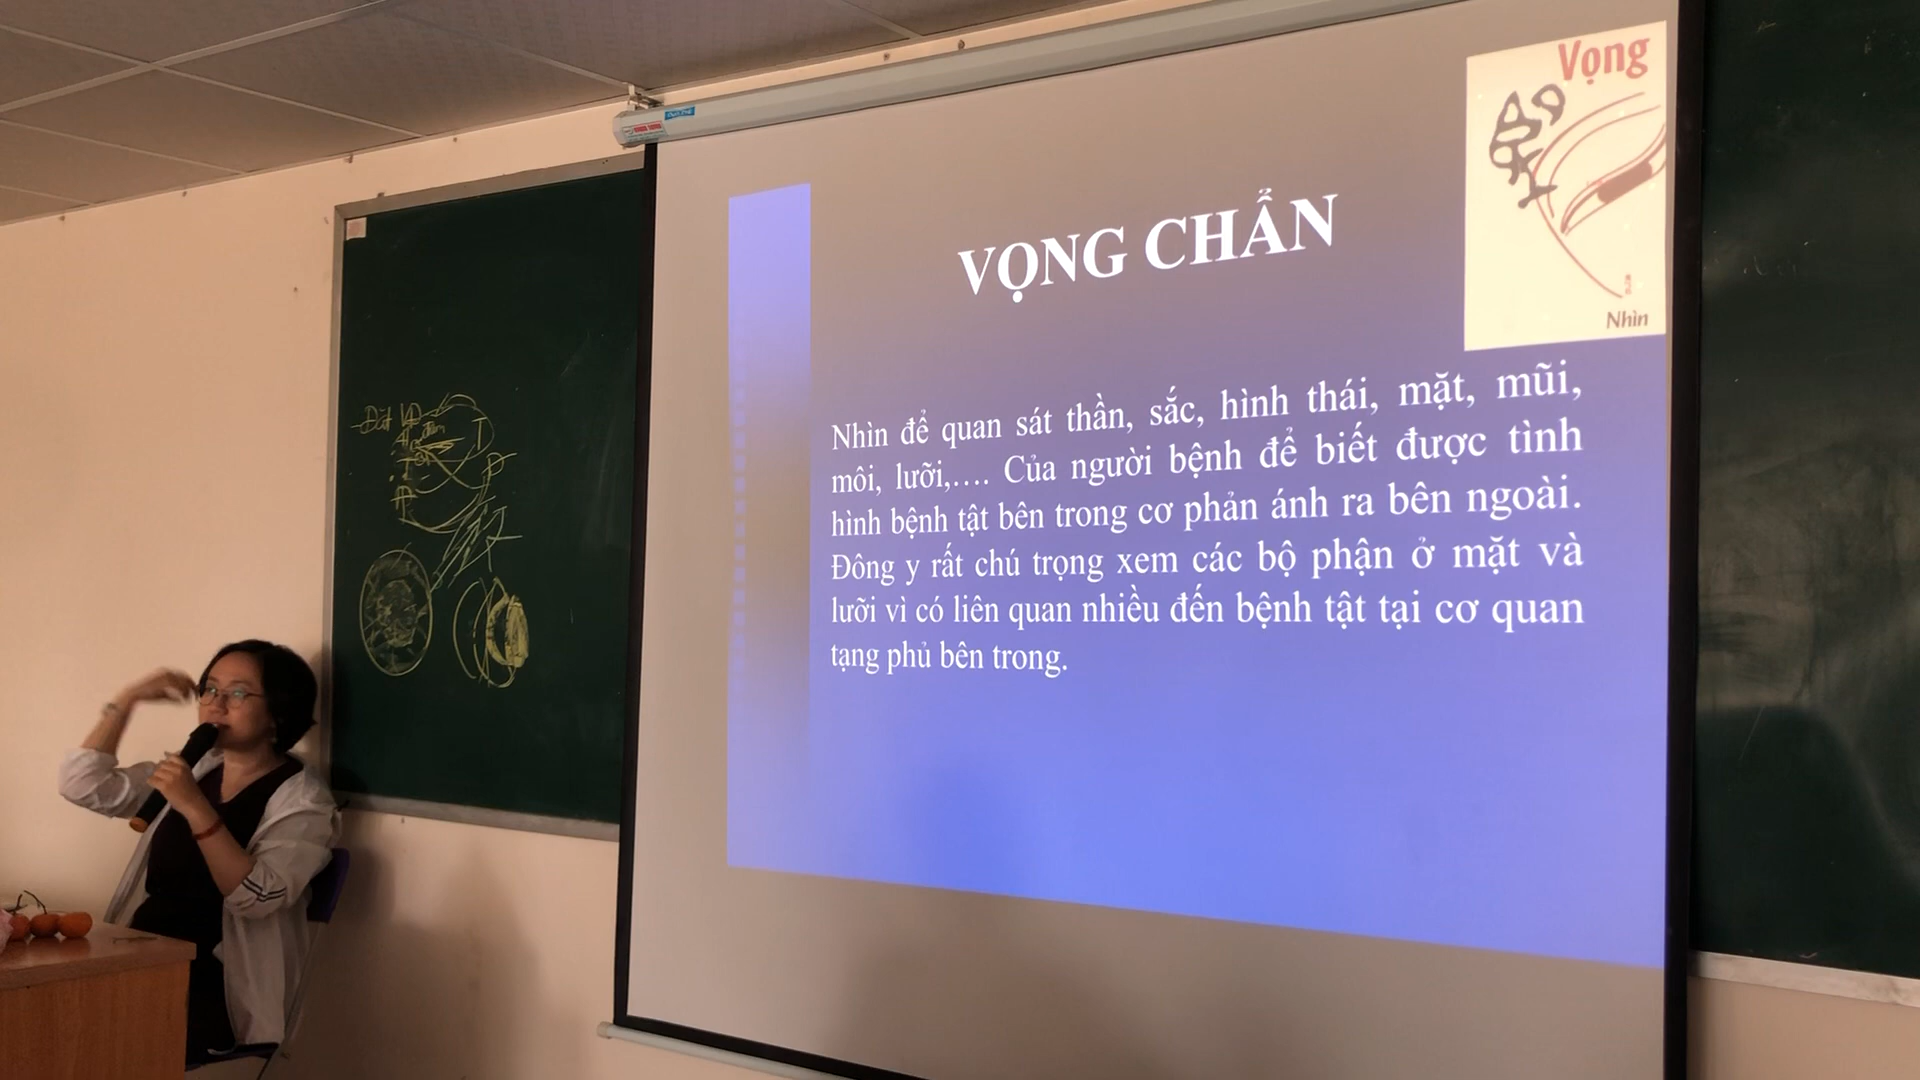 Vọng
Nhìn
VỌNG CHẨN
Nhìn để quan sát thần, sắc, hình thái, mặt, mũi,
môi, lưỡi,.... Của người bệnh để biết được tình
hình bệnh tật bên trong cơ phản ánh ra bên ngoài.
Đông y rất chú trọng xem các bộ phận ở mặt và
lưỡi vì có liên quan nhiều đến bệnh tật tại cơ quan
tạng phủ bên trong.